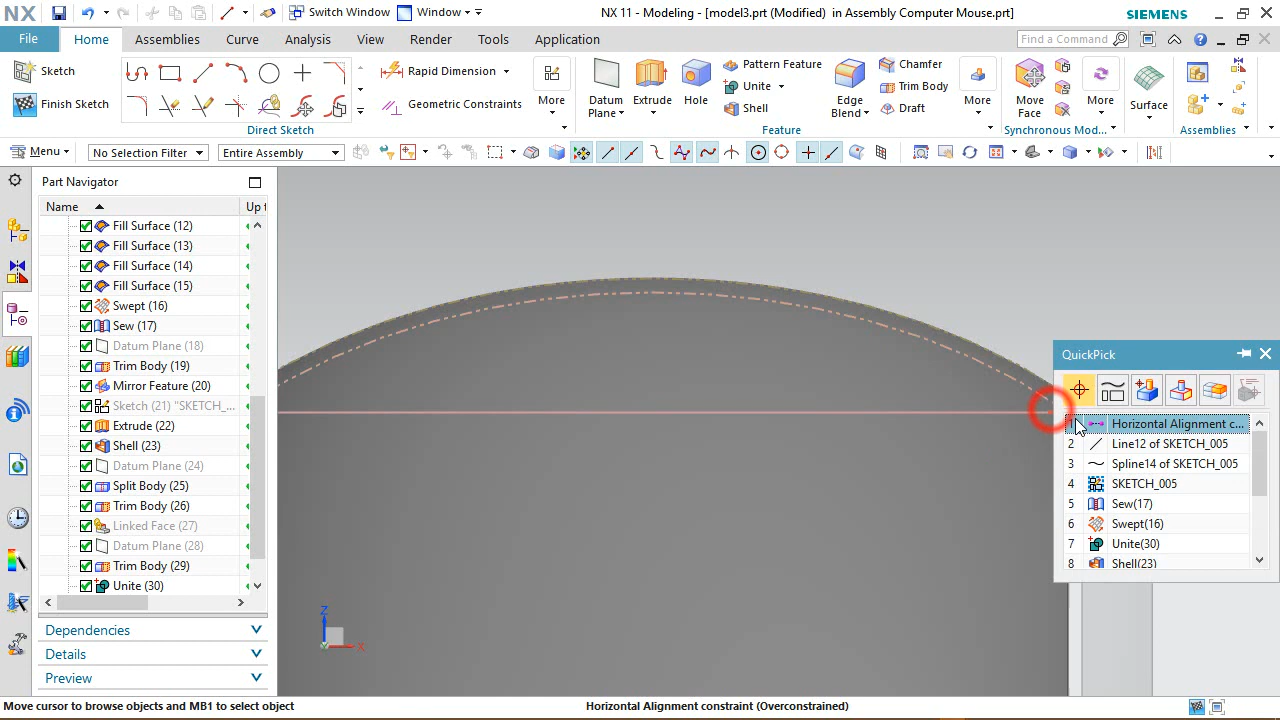 Switch Window Window NX 11 - Modeling - [model3.prt (Modified) in Assembly Computer Mouse.prt] SIEMENS
File Home Assemblies Curve Analysis View Render Tools Application Find a Command
Sketch Rapid Dimension Pattern Feature Chamfer
Unite Trim Body
Finish Sketch Geometric Constraints More Datum Plane Extrude Hole Shell Edge Blend Draft More Move Face More Surface
Direct Sketch Feature Synchronous Mod... Assemblies
Menu No Selection Filter Entire Assembly
Part Navigator
Name Up t
Fill Surface (12)
Fill Surface (13)
Fill Surface (14)
Fill Surface (15)
Swept (16)
Sew (17)
Datum Plane (18)
Trim Body (19)
Mirror Feature (20)
Sketch (21) "SKETCH_...
Extrude (22)
Shell (23)
Datum Plane (24)
Split Body (25)
Trim Body (26)
Linked Face (27)
Datum Plane (28)
Trim Body (29)
Unite (30)
Dependencies
Details
Preview
Z
X
QuickPick
1 Horizontal Alignment c...
2 Line12 of SKETCH_005
3 Spline14 of SKETCH_005
4 SKETCH_005
5 Sew(17)
6 Swept(16)
7 Unite(30)
8 Shell(23)
Move cursor to browse objects and MB1 to select object Horizontal Alignment constraint (Overconstrained)